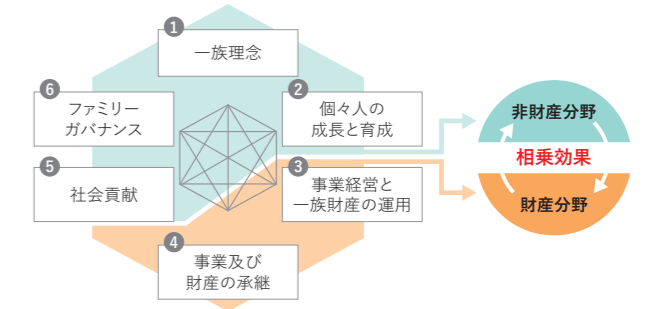 1
一族理念
2
個々人の
成長と育成
3
事業経営と
一族財産の運用
4
事業及び
財産の承継
5
社会貢献
6
ファミリー
ガバナンス
非財産分野
相乗効果
財産分野